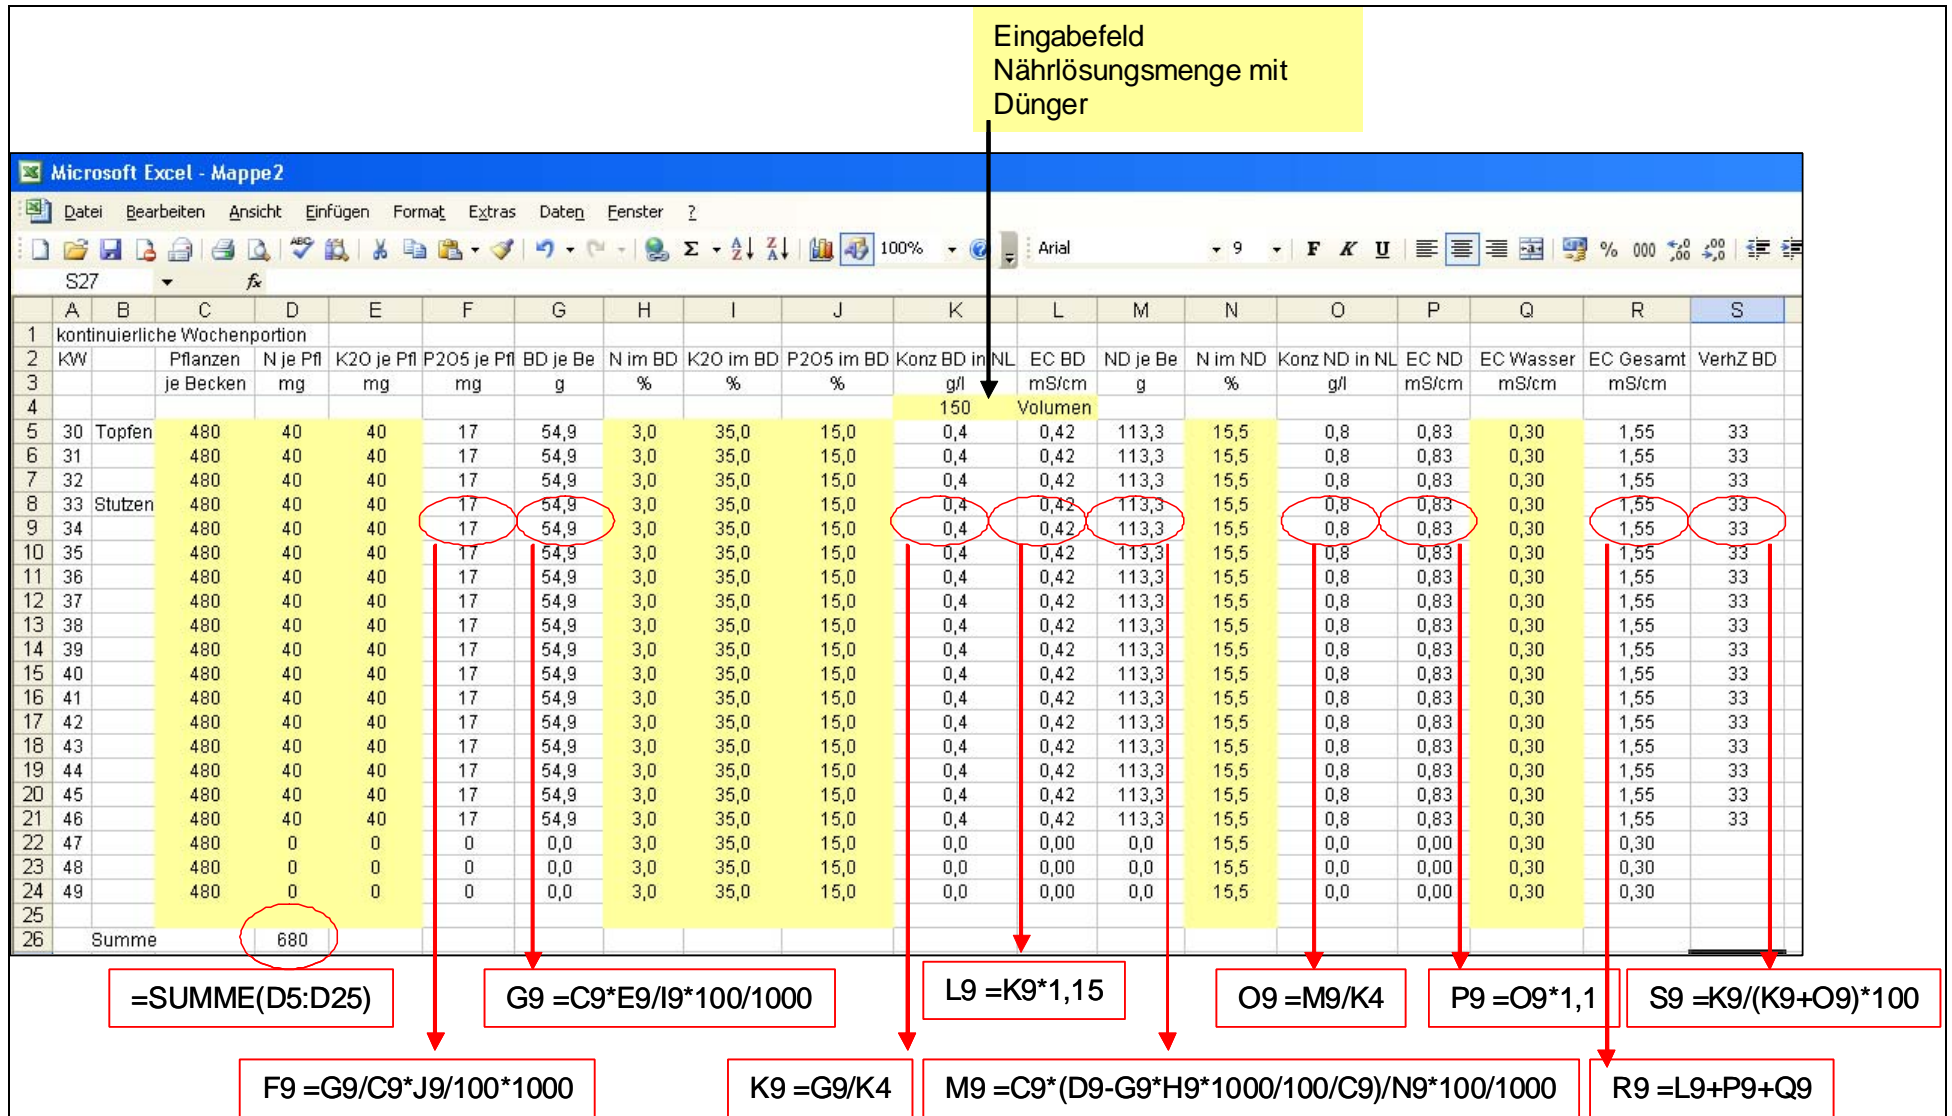 Eingabefeld
Nährlösungsmenge mit
Dünger
Microsoft Excel - Mappe2
Datei Bearbeiten Ansicht Einfügen Format Extras Daten Fenster ?
100% Arial 9 F K U % 000
S27 fx
A B C D E F G H I J K L M N O P Q R S
1 kontinuierliche Wochenportion
2 KW Pflanzen N je Pfl K2O je Pfl P2O5 je Pfl BD je Be N im BD K2O im BD P2O5 im BD Konz BD in NL EC BD ND je Be N im ND Konz ND in NL EC ND EC Wasser EC Gesamt VerhZ BD
3 je Becken mg mg mg g % % % g/l mS/cm g % g/l mS/cm mS/cm mS/cm
4 150 Volumen
5 30 Topfen 480 40 40 17 54,9 3,0 35,0 15,0 0,4 0,42 113,3 15,5 0,8 0,83 0,30 1,55 33
6 31 480 40 40 17 54,9 3,0 35,0 15,0 0,4 0,42 113,3 15,5 0,8 0,83 0,30 1,55 33
7 32 480 40 40 17 54,9 3,0 35,0 15,0 0,4 0,42 113,3 15,5 0,8 0,83 0,30 1,55 33
8 33 Stutzen 480 40 40 17 54,9 3,0 35,0 15,0 0,4 0,42 113,3 15,5 0,8 0,83 0,30 1,55 33
9 34 480 40 40 17 54,9 3,0 35,0 15,0 0,4 0,42 113,3 15,5 0,8 0,83 0,30 1,55 33
10 35 480 40 40 17 54,9 3,0 35,0 15,0 0,4 0,42 113,3 15,5 0,8 0,83 0,30 1,55 33
11 36 480 40 40 17 54,9 3,0 35,0 15,0 0,4 0,42 113,3 15,5 0,8 0,83 0,30 1,55 33
12 37 480 40 40 17 54,9 3,0 35,0 15,0 0,4 0,42 113,3 15,5 0,8 0,83 0,30 1,55 33
13 38 480 40 40 17 54,9 3,0 35,0 15,0 0,4 0,42 113,3 15,5 0,8 0,83 0,30 1,55 33
14 39 480 40 40 17 54,9 3,0 35,0 15,0 0,4 0,42 113,3 15,5 0,8 0,83 0,30 1,55 33
15 40 480 40 40 17 54,9 3,0 35,0 15,0 0,4 0,42 113,3 15,5 0,8 0,83 0,30 1,55 33
16 41 480 40 40 17 54,9 3,0 35,0 15,0 0,4 0,42 113,3 15,5 0,8 0,83 0,30 1,55 33
17 42 480 40 40 17 54,9 3,0 35,0 15,0 0,4 0,42 113,3 15,5 0,8 0,83 0,30 1,55 33
18 43 480 40 40 17 54,9 3,0 35,0 15,0 0,4 0,42 113,3 15,5 0,8 0,83 0,30 1,55 33
19 44 480 40 40 17 54,9 3,0 35,0 15,0 0,4 0,42 113,3 15,5 0,8 0,83 0,30 1,55 33
20 45 480 40 40 17 54,9 3,0 35,0 15,0 0,4 0,42 113,3 15,5 0,8 0,83 0,30 1,55 33
21 46 480 40 40 17 54,9 3,0 35,0 15,0 0,4 0,42 113,3 15,5 0,8 0,83 0,30 1,55 33
22 47 480 0 0 0 0,0 3,0 35,0 15,0 0,0 0,00 0,0 15,5 0,0 0,00 0,30 0,30
23 48 480 0 0 0 0,0 3,0 35,0 15,0 0,0 0,00 0,0 15,5 0,0 0,00 0,30 0,30
24 49 480 0 0 0 0,0 3,0 35,0 15,0 0,0 0,00 0,0 15,5 0,0 0,00 0,30 0,30
25
26 Summe 680
=SUMME(D5:D25) G9 =C9*E9/I9*100/1000 L9 =K9*1,15 O9 =M9/K4 P9 =O9*1,1 S9 =K9/(K9+O9)*100
F9 =G9/C9*J9/100*1000 K9 =G9/K4 M9 =C9*(D9-G9*H9*1000/100/C9)/N9*100/1000 R9 =L9+P9+Q9